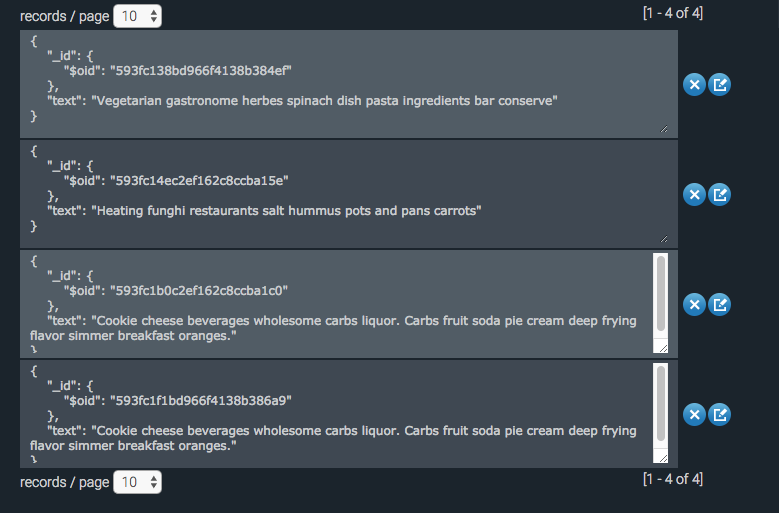 records / page 10 [1 - 4 of 4]
{
"_id": {
"$oid": "593fc138bd966f4138b384ef"
},
"text": "Vegetarian gastronome herbes spinach dish pasta ingredients bar conserve"
}
{
"_id": {
"$oid": "593fc14ec2ef162c8ccba15e"
},
"text": "Heating funghi restaurants salt hummus pots and pans carrots"
}
{
"_id": {
"$oid": "593fc1b0c2ef162c8ccba1c0"
},
"text": "Cookie cheese beverages wholesome carbs liquor. Carbs fruit soda pie cream deep frying
flavor simmer breakfast oranges."
}
{
"_id": {
"$oid": "593fc1f1bd966f4138b386a9"
},
"text": "Cookie cheese beverages wholesome carbs liquor. Carbs fruit soda pie cream deep frying
flavor simmer breakfast oranges."
}
records / page 10 [1 - 4 of 4]